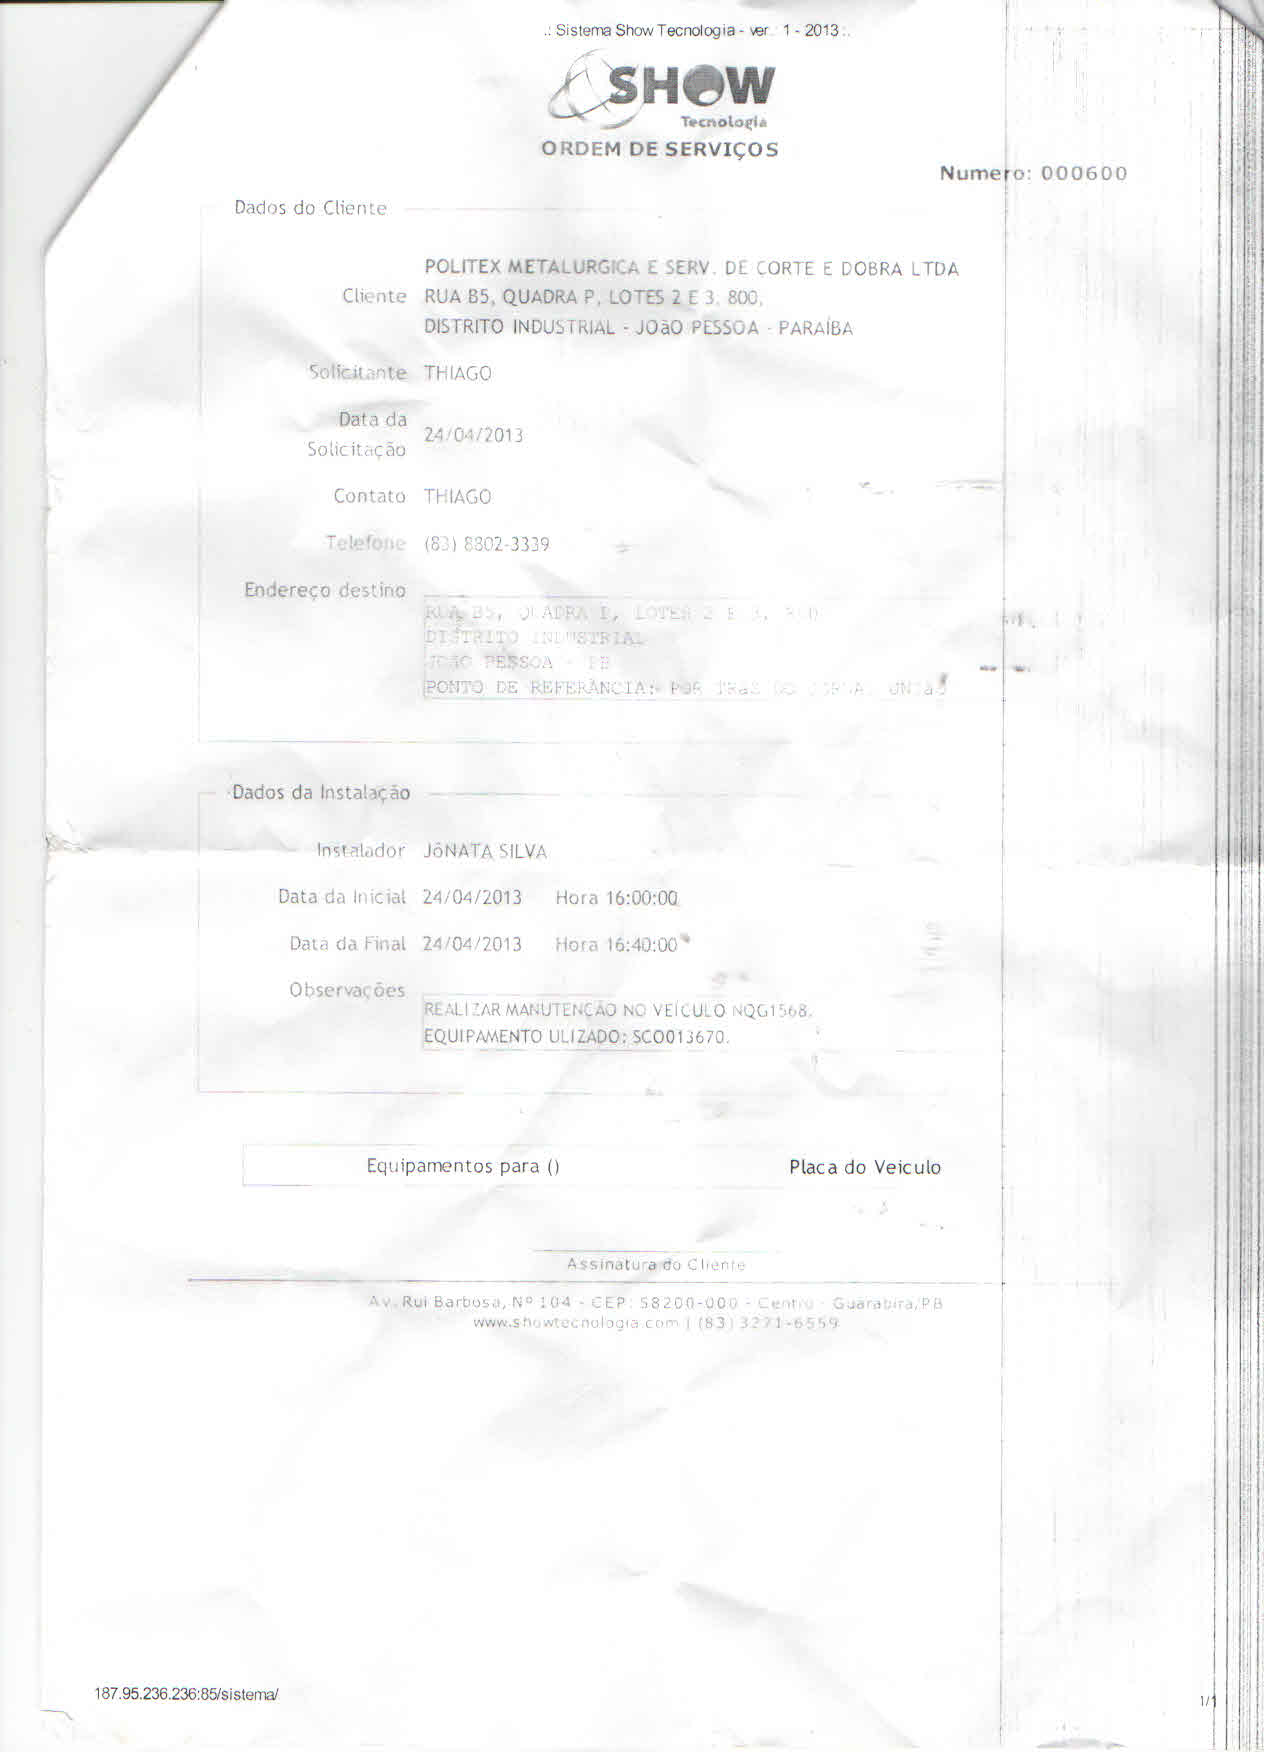 .: Sistema Show Tecnologia - ver. : 1 - 2013 :.
SHOW
Tecnologia
ORDEM DE SERVIÇOS
Numero: 000600
Dados do Cliente
POLITEX METALURGICA E SERV. DE CORTE E DOBRA LTDA
Cliente RUA B5, QUADRA P, LOTES 2 E 3, 800,
DISTRITO INDUSTRIAL - JOãO PESSOA - PARAÍBA
Solicitante THIAGO
Data da
Solicitação 24/04/2013
Contato THIAGO
Telefone (83) 8802-3339
Endereço destino
RUA B5, QUADRA P, LOTES 2 E 3, 800
DISTRITO INDUSTRIAL
JOÃO PESSOA - PB
PONTO DE REFERÂNCIA: POR TRáS DO JORNAL UNIãO
Dados da Instalação
Instalador JôNATA SILVA
Data da Inicial 24/04/2013 Hora 16:00:00
Data da Final 24/04/2013 Hora 16:40:00
Observações
REALIZAR MANUTENÇÃO NO VEÍCULO NQG1568.
EQUIPAMENTO ULIZADO: SCO013670.
Equipamentos para () Placa do Veiculo
Assinatura do Cliente
Av. Rui Barbosa, Nº 104 - CEP: 58200-000 - Centro - Guarabira/PB
www.showtecnologia.com | (83) 3271-6559
187.95.236.236:85/sistema/
1/1